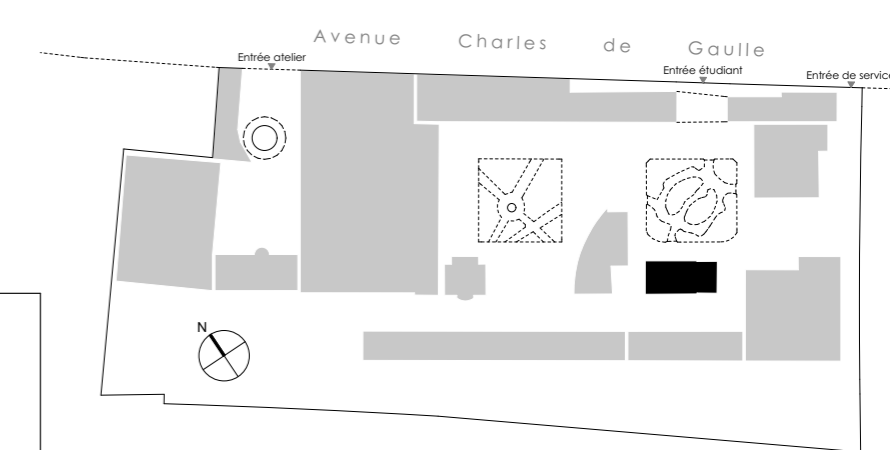 Avenue Charles de Gaulle
Entrée atelier
Entrée étudiant
Entrée de service
N